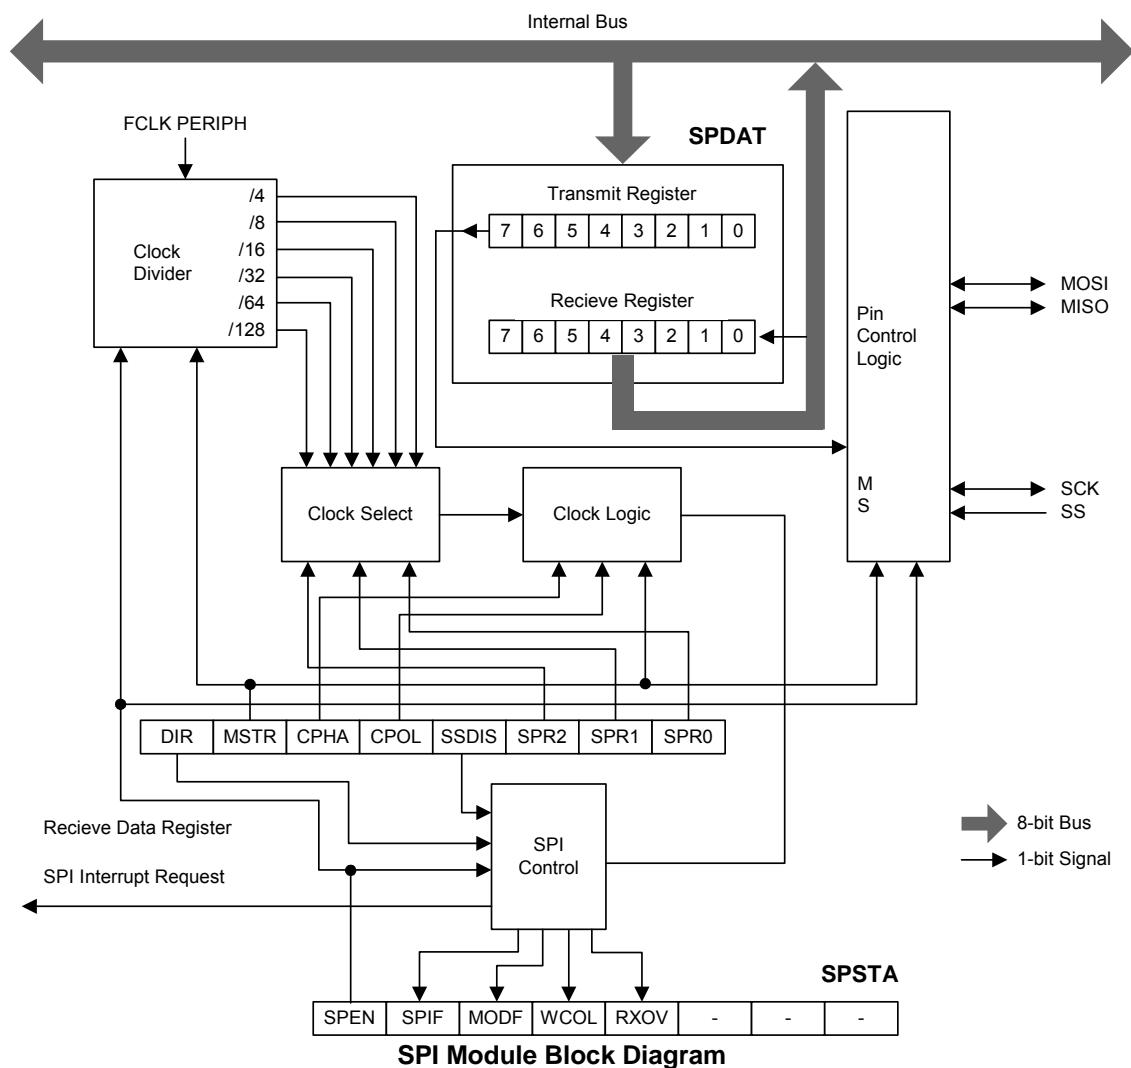 Internal Bus
FCLK PERIPH
SPDAT
/4
/8
/16
/32
/64
/128
Clock
Divider
Transmit Register
7 6 5 4 3 2 1 0
Recieve Register
7 6 5 4 3 2 1 0
Pin
Control
Logic
MOSI
MISO
M
S
SCK
SS
Clock Select
Clock Logic
DIR MSTR CPHA CPOL SSDIS SPR2 SPR1 SPR0
Recieve Data Register
SPI Interrupt Request
SPI
Control
8-bit Bus
1-bit Signal
SPSTA
SPEN SPIF MODF WCOL RXOV - - -
SPI Module Block Diagram